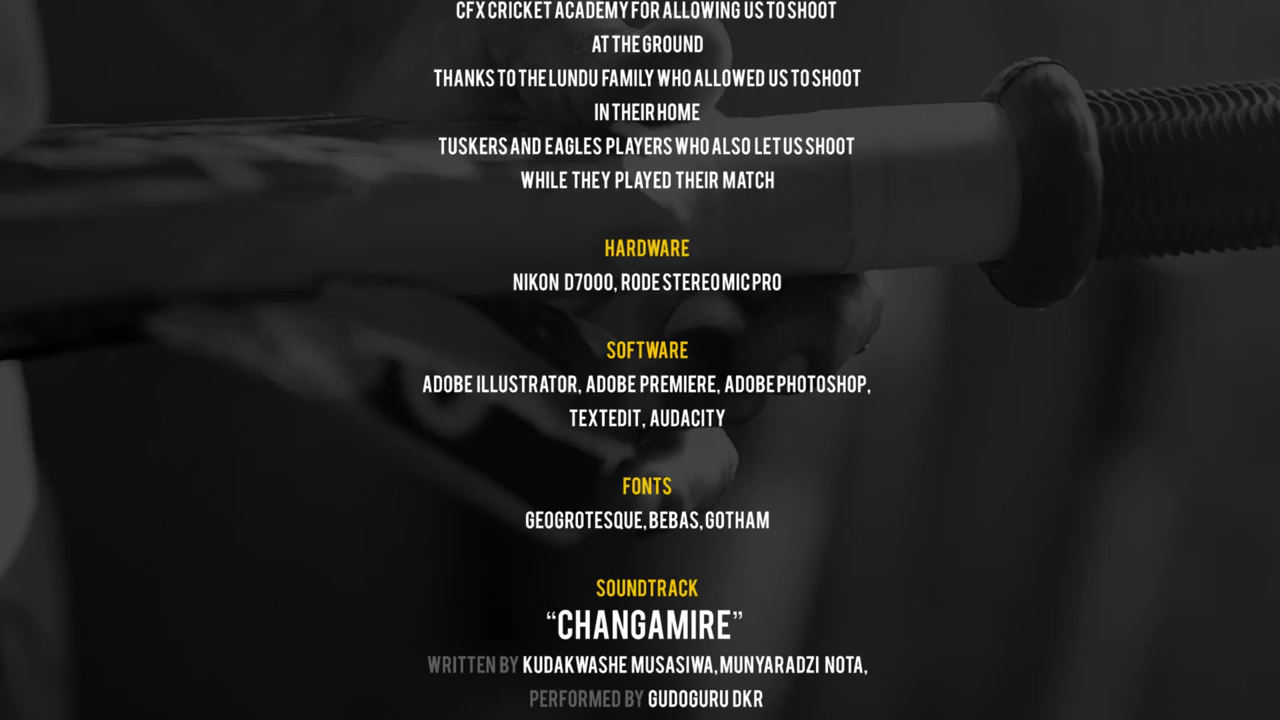 CFX CRICKET ACADEMY FOR ALLOWING US TO SHOOT
AT THE GROUND
THANKS TO THE LUNDU FAMILY WHO ALLOWED US TO SHOOT
IN THEIR HOME
TUSKERS AND EAGLES PLAYERS WHO ALSO LET US SHOOT
WHILE THEY PLAYED THEIR MATCH
HARDWARE
NIKON D7000, RODE STEREO MIC PRO
SOFTWARE
ADOBE ILLUSTRATOR, ADOBE PREMIERE, ADOBE PHOTOSHOP,
TEXTEDIT, AUDACITY
FONTS
GEOGROTESQUE, BEBAS, GOTHAM
SOUNDTRACK
“CHANGAMIRE”
WRITTEN BY KUDAKWASHE MUSASIWA, MUNYARADZI NOTA,
PERFORMED BY GUDOGURU DKR